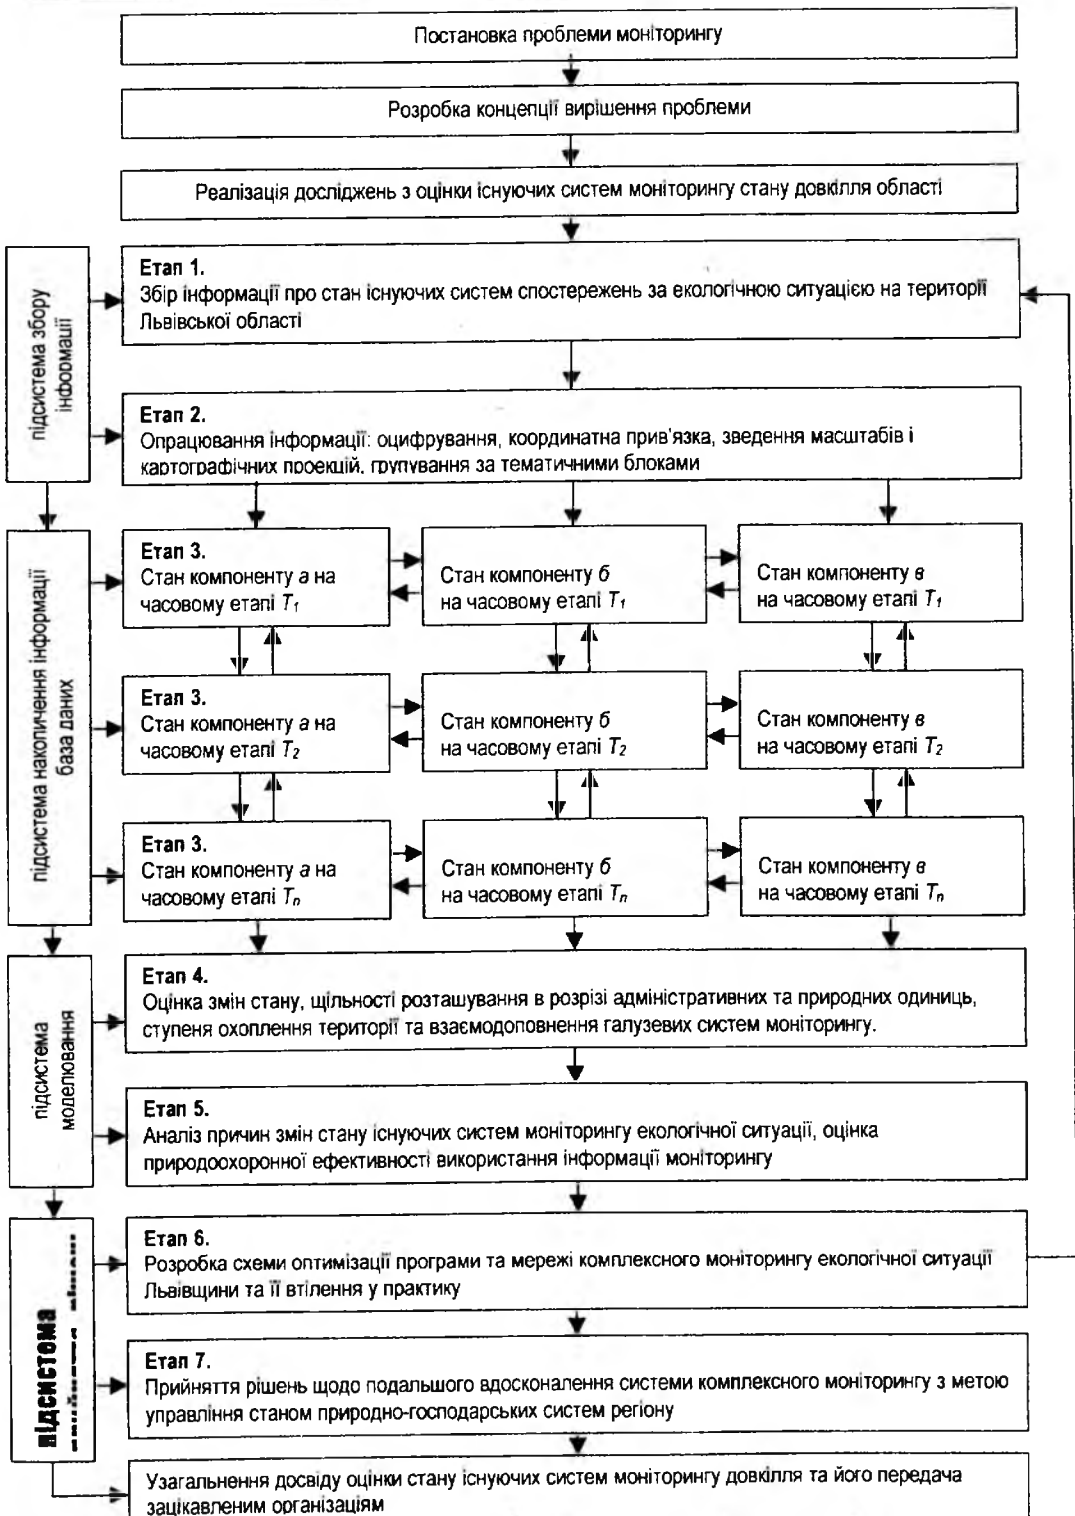 Постановка проблеми моніторингу
Розробка концепції вирішення проблеми
Реалізація досліджень з оцінки існуючих систем моніторингу стану довкілля області
підсистема збору
інформації
Етап 1.
Збір інформації про стан існуючих систем спостережень за екологічною ситуацією на території
Львівської області
Етап 2.
Опрацювання інформації: оцифрування, координатна прив'язка, зведення масштабів і
картографічних проекцій, групування за тематичними блоками
підсистема накопичення інформації
база даних
Етап 3.
Стан компоненту а на
часовому етапі T₁
Стан компоненту б
на часовому етапі T₁
Стан компоненту в
на часовому етапі T₁
Етап 3.
Стан компоненту а на
часовому етапі T₂
Стан компоненту б
на часовому етапі T₂
Стан компоненту в
на часовому етапі T₂
Етап 3.
Стан компоненту а на
часовому етапі Tₙ
Стан компоненту б
на часовому етапі Tₙ
Стан компоненту в
на часовому етапі Tₙ
підсистема
моделювання
Етап 4.
Оцінка змін стану, щільності розташування в розрізі адміністративних та природних одиниць,
ступеня охоплення території та взаємодоповнення галузевих систем моніторингу.
Етап 5.
Аналіз причин змін стану існуючих систем моніторингу екологічної ситуації, оцінка
природоохоронної ефективності використання інформації моніторингу
підсистема
Етап 6.
Розробка схеми оптимізації програми та мережі комплексного моніторингу екологічної ситуації
Львівщини та її втілення у практику
Етап 7.
Прийняття рішень щодо подальшого вдосконалення системи комплексного моніторингу з метою
управління станом природно-господарських систем регіону
Узагальнення досвіду оцінки стану існуючих систем моніторингу довкілля та його передача
зацікавленим організаціям